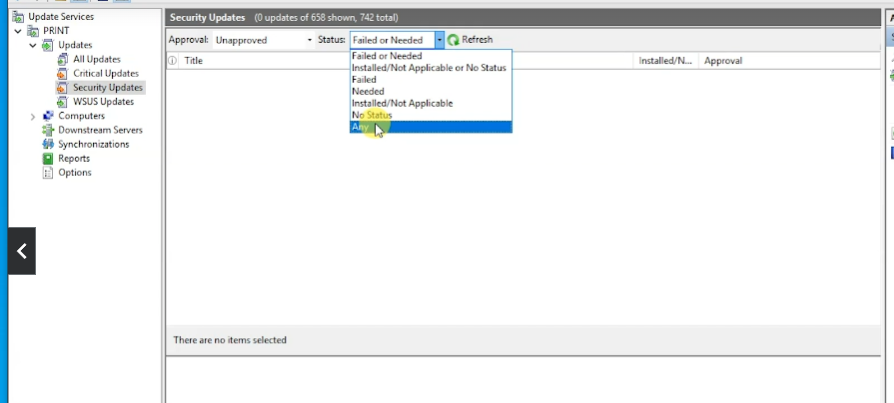 Update Services
PRINT
Updates
All Updates
Critical Updates
Security Updates
WSUS Updates
Computers
Downstream Servers
Synchronizations
Reports
Options
Security Updates (0 updates of 658 shown, 742 total)
Approval: Unapproved Status: Failed or Needed Refresh
Failed or Needed
Installed/Not Applicable or No Status
Failed
Needed
Installed/Not Applicable
No Status
Any
Title Installed/N... Approval
There are no items selected